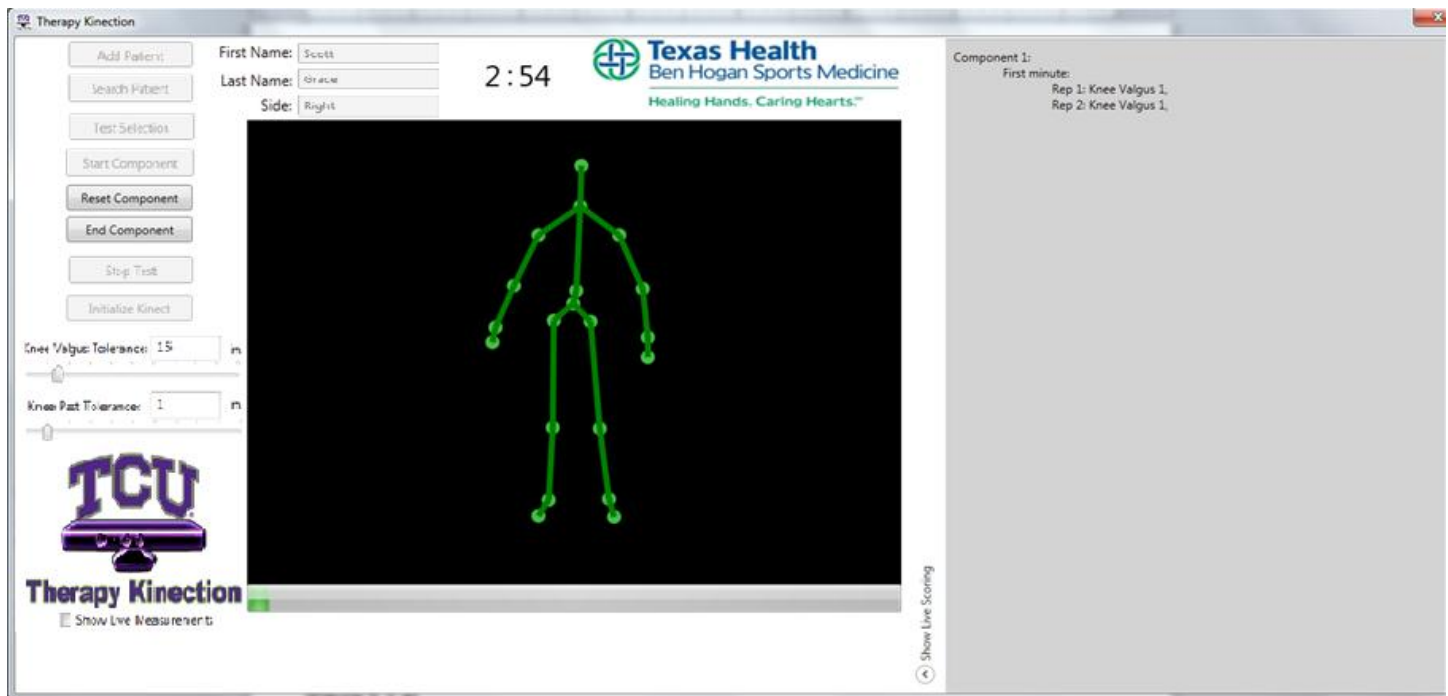 Therapy Kinection
Add Patient
Search Patient
Test Selection
Start Component
Reset Component
End Component
Stop Test
Initialize Kinect
Knee Valgus Tolerance: in
Knee Past Tolerance: 1 in
TCU
Therapy Kinection
Show Live Measurements
First Name: Scott
Last Name: Grace
Side: Right
2:54
Texas Health
Ben Hogan Sports Medicine
Healing Hands. Caring Hearts.℠
Show Live Scoring
Component 1:
First minute:
Rep 1: Knee Valgus 1,
Rep 2: Knee Valgus 1,